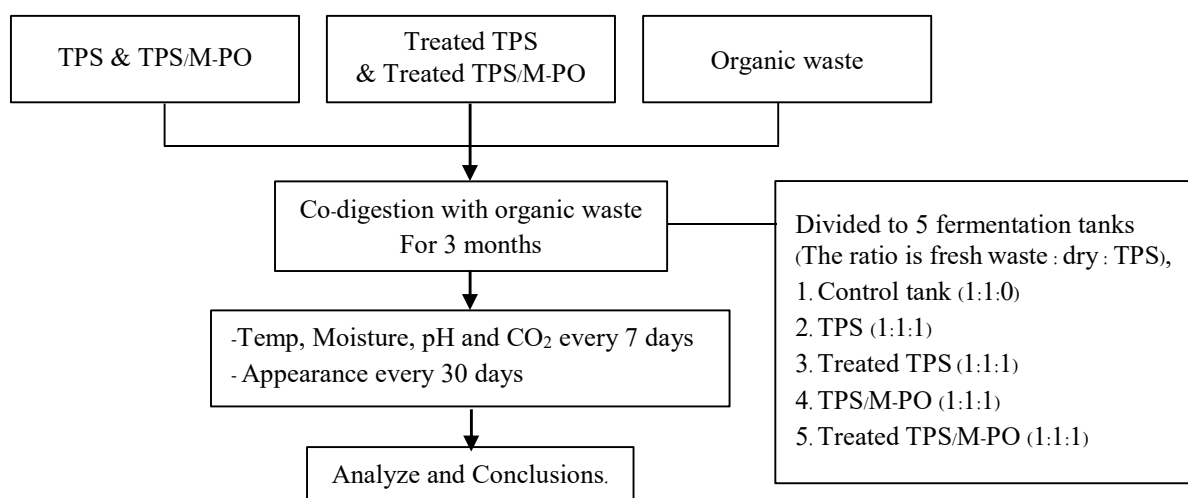 TPS & TPS/M-PO
Treated TPS
& Treated TPS/M-PO
Organic waste
Co-digestion with organic waste
For 3 months
Divided to 5 fermentation tanks
(The ratio is fresh waste : dry : TPS),
1. Control tank (1:1:0)
2. TPS (1:1:1)
3. Treated TPS (1:1:1)
4. TPS/M-PO (1:1:1)
5. Treated TPS/M-PO (1:1:1)
-Temp, Moisture, pH and CO₂ every 7 days
- Appearance every 30 days
Analyze and Conclusions.